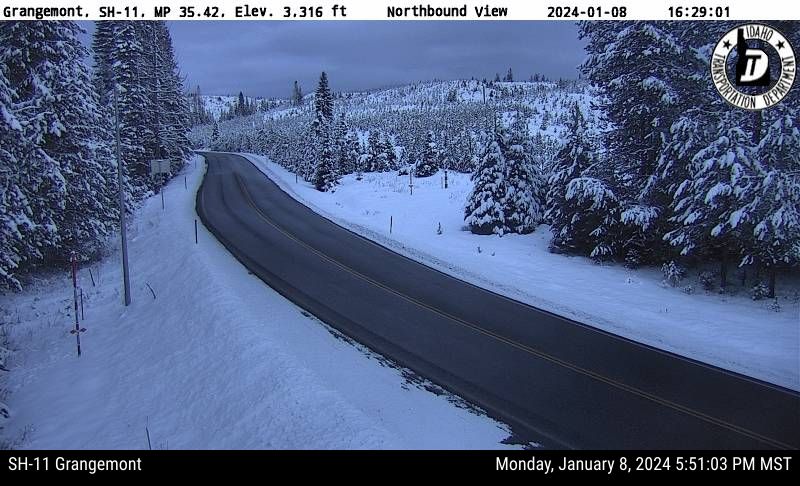 Grangemont, SH-11, MP 35.42, Elev. 3,316 ft Northbound View 2024-01-08 16:29:01
IDAHO
TRANSPORTATION DEPARTMENT
SH-11 Grangemont Monday, January 8, 2024 5:51:03 PM MST